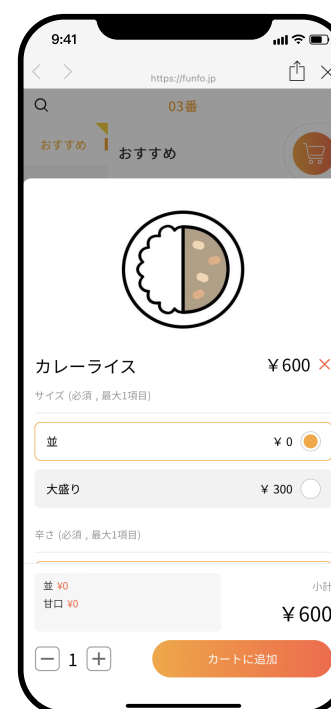 9:41
https://funfo.jp
03番
おすすめ
おすすめ
カレーライス ￥600
サイズ (必須 , 最大1項目)
並 ￥0
大盛り ￥300
辛さ (必須 , 最大1項目)
並 ¥0
甘口 ¥0
小計
￥600
1
カートに追加